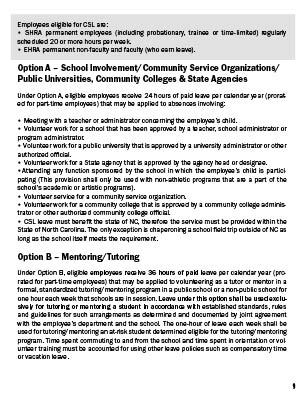 Employees eligible for CSL are:
• SHRA permanent employees (including probationary, trainee or time-limited) regularly
scheduled 20 or more hours per week.
• EHRA permanent non-faculty and faculty (who earn leave).
Option A – School Involvement/Community Service Organizations/
Public Universities, Community Colleges & State Agencies
Under Option A, eligible employees receive 24 hours of paid leave per calendar year (prorat-
ed for part-time employees) that may be applied to absences involving:
• Meeting with a teacher or administrator concerning the employee's child.
• Volunteer work for a school that has been approved by a teacher, school administrator or
program administrator.
• Volunteer work for a public university that is approved by a university administrator or other
authorized official.
• Volunteer work for a State agency that is approved by the agency head or designee.
•Attending any function sponsored by the school in which the employee's child is partici-
pating (This provision shall only be used with non-athletic programs that are a part of the
school's academic or artistic programs).
• Volunteer service for a community service organization.
• Volunteer work for a community college that is approved by a community college adminis-
trator or other authorized community college official.
• CSL leave must benefit the state of NC, therefore the service must be provided within the
State of North Carolina. The only exception is chaperoning a school field trip outside of NC as
long as the school itself meets the requirement.
Option B – Mentoring/Tutoring
Under Option B, eligible employees receive 36 hours of paid leave per calendar year (pro-
rated for part-time employees) that may be applied to volunteering as a tutor or mentor in a
formal, standardized tutoring/mentoring program in a public school or a non-public school for
one hour each week that schools are in session. Leave under this option shall be used exclu-
sively for tutoring or mentoring a student in accordance with established standards, rules
and guidelines for such arrangements as determined and documented by joint agreement
with the employee's department and the school. The one-hour of leave each week shall be
used for tutoring/mentoring an at-risk student determined eligible for the tutoring/mentoring
program. Time spent commuting to and from the school and time spent in orientation or vol-
unteer training must be accounted for using other leave policies such as compensatory time
or vacation leave.